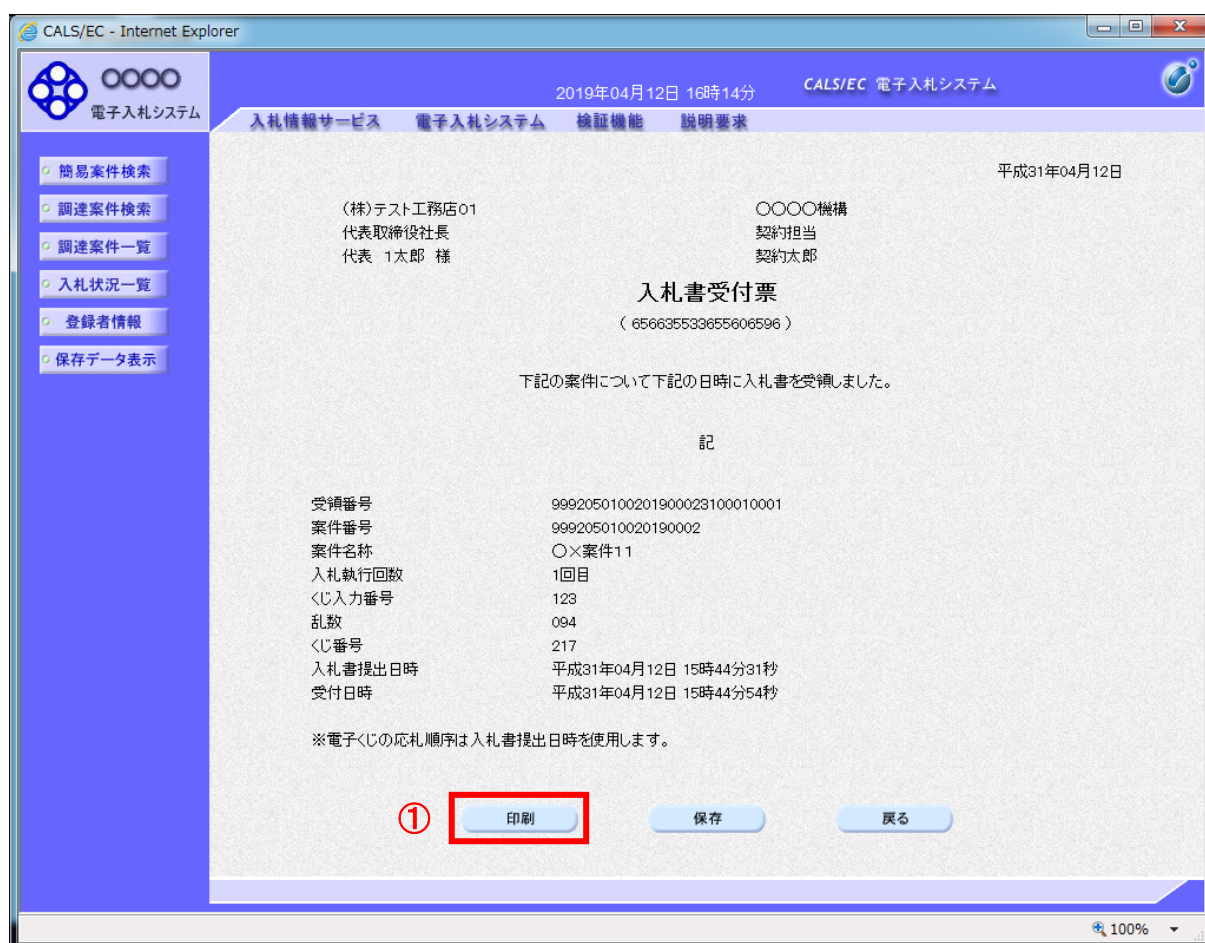 CALS/EC - Internet Explorer
○○○○
電子入札システム
2019年04月12日 16時14分
CALS/EC 電子入札システム
入札情報サービス 電子入札システム 検証機能 説明要求
簡易案件検索
調達案件検索
調達案件一覧
入札状況一覧
登録者情報
保存データ表示
平成31年04月12日
(株)テスト工務店01
代表取締役社長
代表 1太郎 様
○○○○機構
契約担当
契約太郎
入札書受付票
( 656635533655606596 )
下記の案件について下記の日時に入札書を受領しました。
記
受領番号 9992050100201900023100010001
案件番号 999205010020190002
案件名称 ○×案件11
入札執行回数 1回目
くじ入力番号 123
乱数 094
くじ番号 217
入札書提出日時 平成31年04月12日 15時44分31秒
受付日時 平成31年04月12日 15時44分54秒
※電子くじの応札順序は入札書提出日時を使用します。
① 印刷 保存 戻る
100%